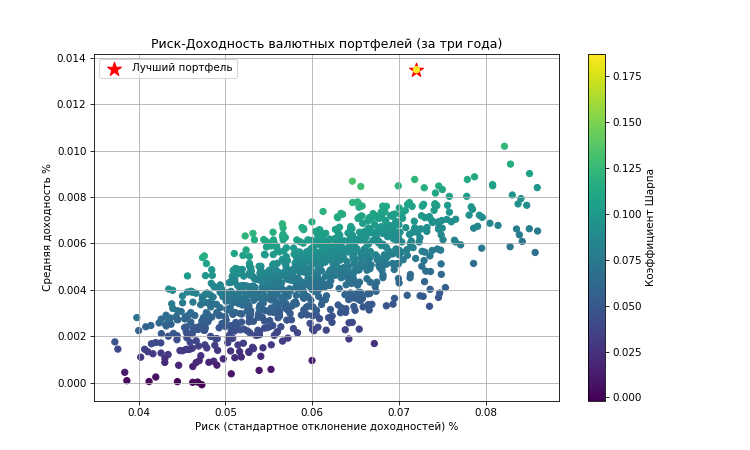 Риск-Доходность валютных портфелей (за три года)
Лучший портфель
0.014
0.012
0.010
0.008
0.006
0.004
0.002
0.000
Средняя доходность %
0.04 0.05 0.06 0.07 0.08
Риск (стандартное отклонение доходностей) %
0.175
0.150
0.125
0.100
0.075
0.050
0.025
0.000
Коэффициент Шарпа